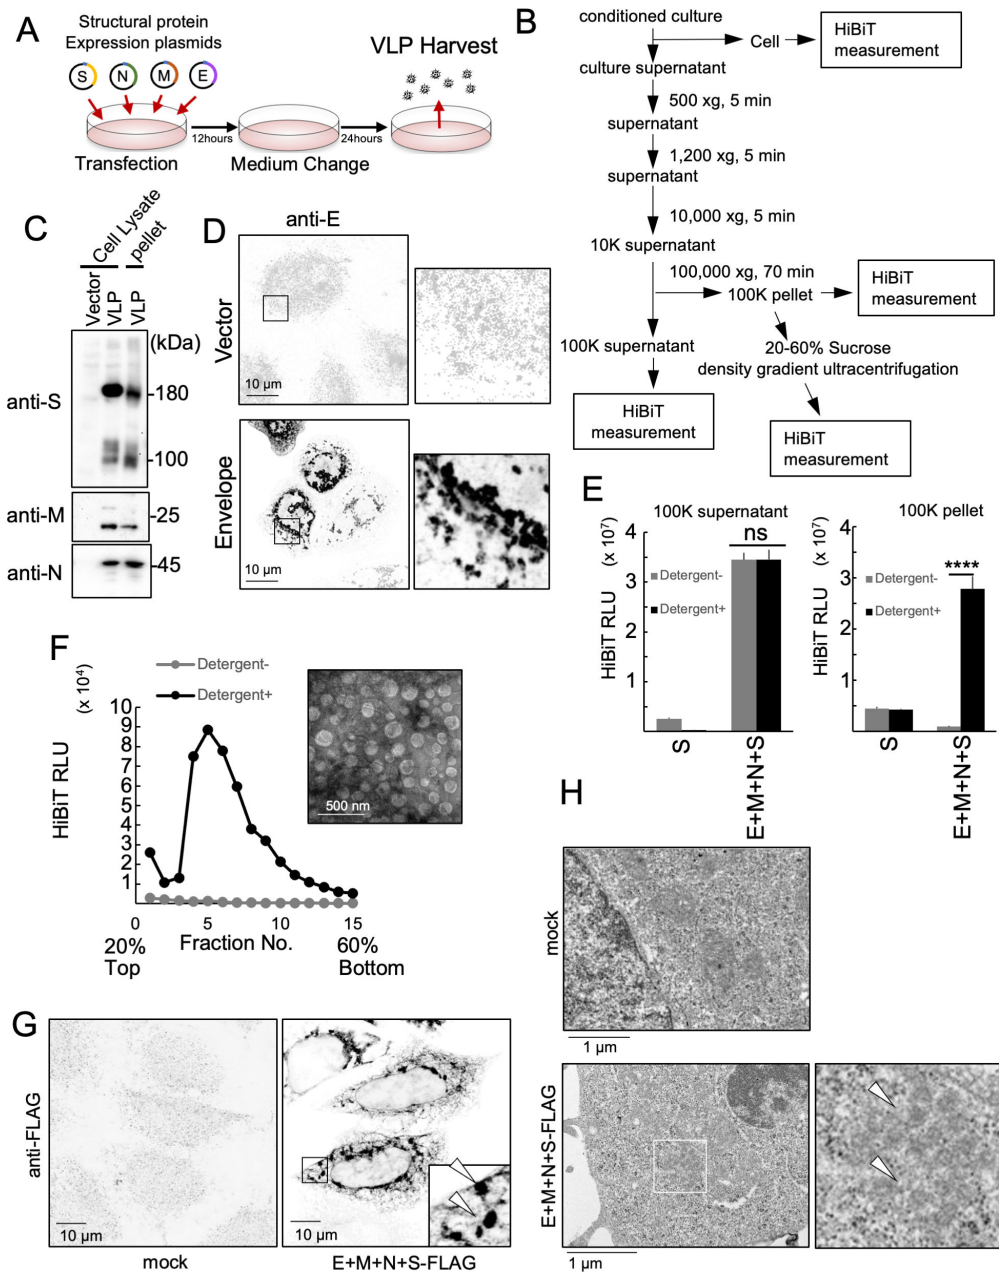 A
Structural protein
Expression plasmids
S N M E
12hours
24hours
Transfection
Medium Change
VLP Harvest
B
conditioned culture
Cell
HiBiT
measurement
culture supernatant
500 xg, 5 min
supernatant
1,200 xg, 5 min
supernatant
10,000 xg, 5 min
10K supernatant
100,000 xg, 70 min
100K pellet
HiBiT
measurement
100K supernatant
20-60% Sucrose
density gradient ultracentrifugation
HiBiT
measurement
HiBiT
measurement
C
Cell Lysate
pellet
Vector
VLP
VLP
(kDa)
anti-S
-180
-100
anti-M
-25
anti-N
-45
D
anti-E
Vector
10 μm
Envelope
10 μm
E
100K supernatant
(x 10⁷)
HiBiT RLU
4
3
2
1
ns
Detergent-
Detergent+
S
E+M+N+S
100K pellet
(x 10⁷)
HiBiT RLU
4
3
2
1
****
Detergent-
Detergent+
S
E+M+N+S
F
Detergent-
Detergent+
(x 10⁴)
HiBiT RLU
10
9
8
7
6
5
4
3
2
1
0 5 10 15
20%
Top
Fraction No.
60%
Bottom
500 nm
G
anti-FLAG
10 μm
10 μm
mock
E+M+N+S-FLAG
H
mock
1 μm
E+M+N+S-FLAG
1 μm